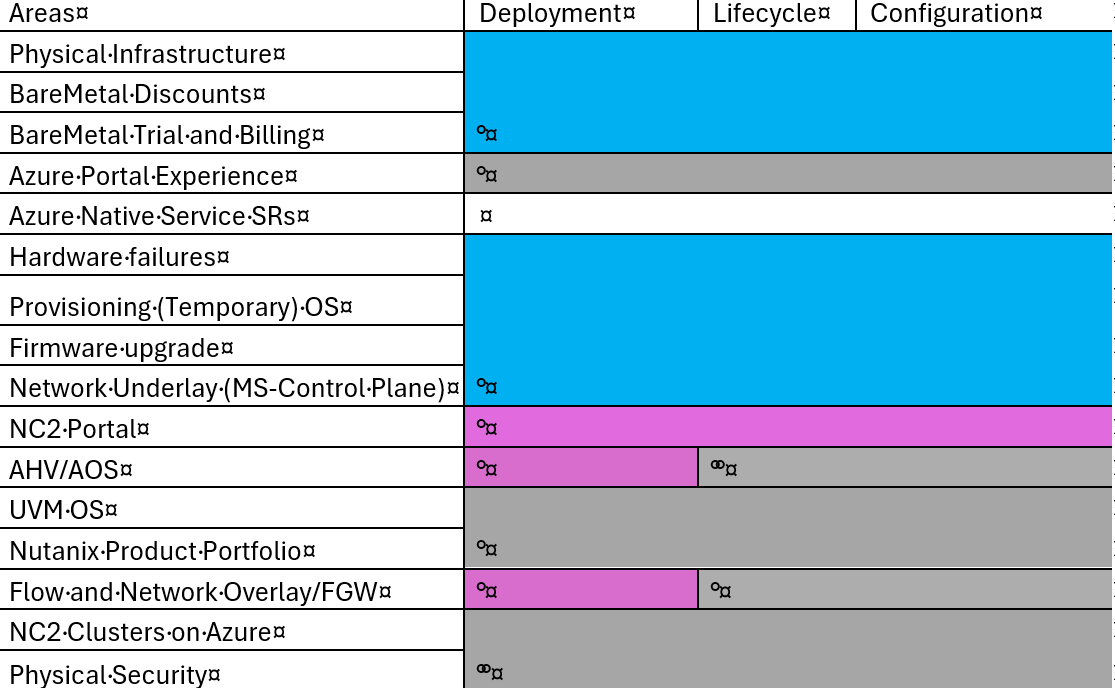 Areas¤ Deployment¤ Lifecycle¤ Configuration¤
Physical·Infrastructure¤
BareMetal·Discounts¤
BareMetal·Trial·and·Billing¤ °¤
Azure·Portal·Experience¤ °¤
Azure·Native·Service·SRs¤ ¤
Hardware·failures¤
Provisioning·(Temporary)·OS¤
Firmware·upgrade¤
Network·Underlay·(MS-Control·Plane)¤ °¤
NC2·Portal¤ °¤
AHV/AOS¤ °¤ °°¤
UVM·OS¤
Nutanix·Product·Portfolio¤ °¤
Flow·and·Network·Overlay/FGW¤ °¤ °¤
NC2·Clusters·on·Azure¤
Physical·Security¤ °°¤